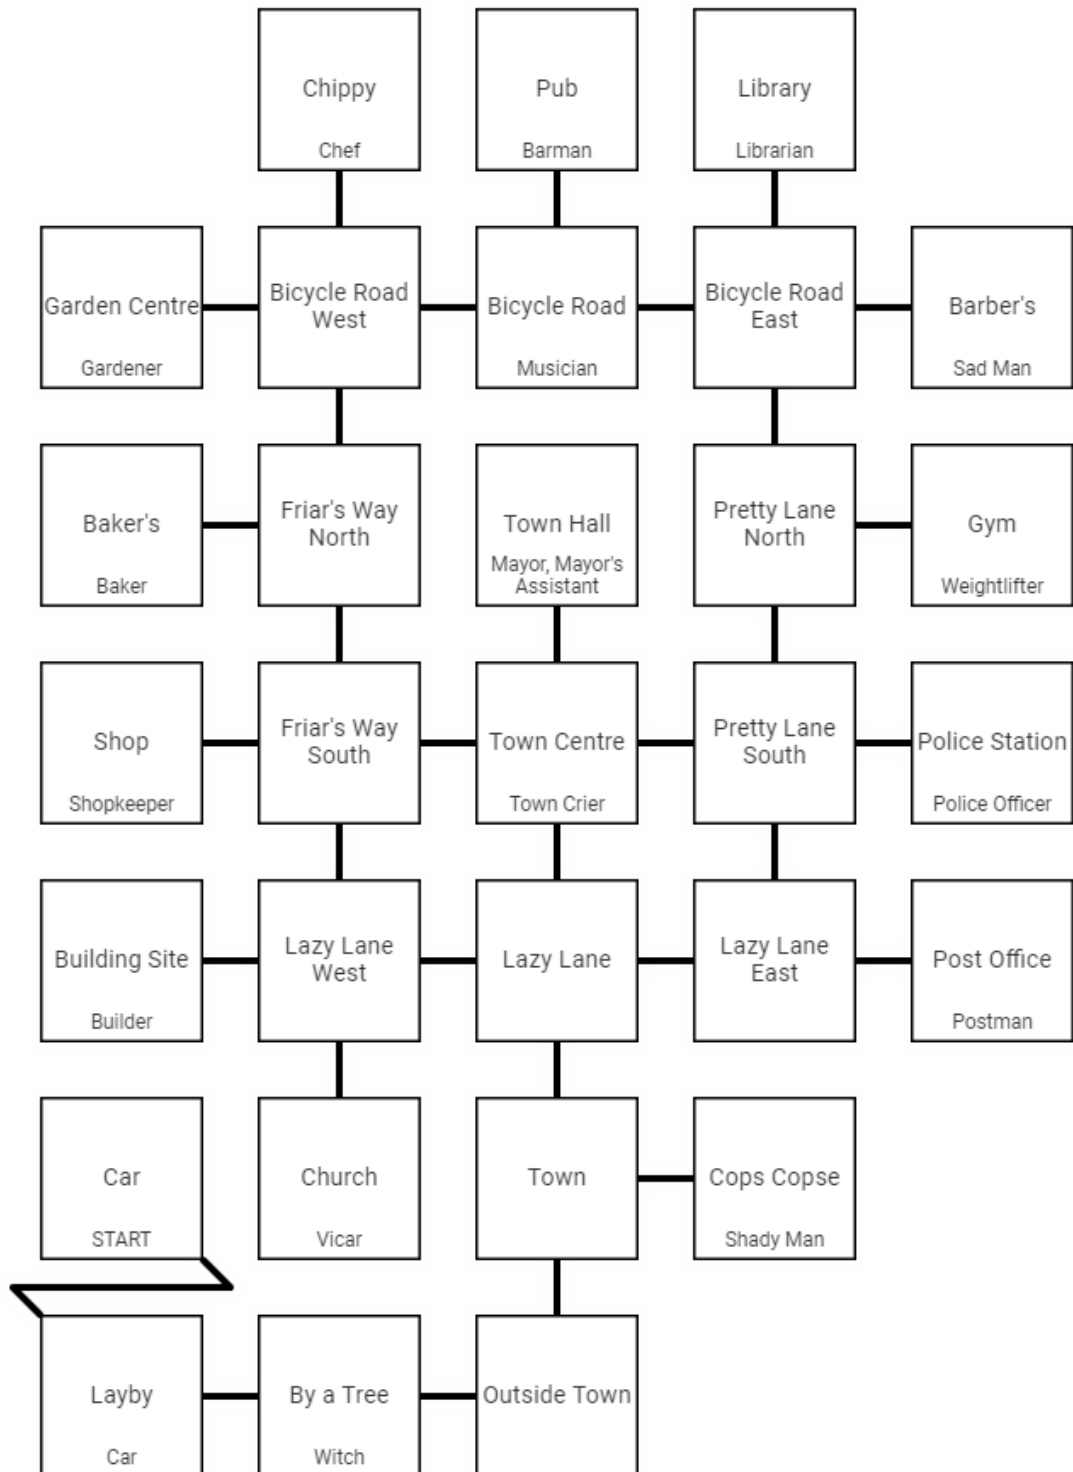 Chippy
Chef
Pub
Barman
Library
Librarian
Garden Centre
Gardener
Bicycle Road
West
Bicycle Road
Musician
Bicycle Road
East
Barber's
Sad Man
Baker's
Baker
Friar's Way
North
Town Hall
Mayor, Mayor's
Assistant
Pretty Lane
North
Gym
Weightlifter
Shop
Shopkeeper
Friar's Way
South
Town Centre
Town Crier
Pretty Lane
South
Police Station
Police Officer
Building Site
Builder
Lazy Lane
West
Lazy Lane
Lazy Lane
East
Post Office
Postman
Car
START
Church
Vicar
Town
Cops Copse
Shady Man
Layby
Car
By a Tree
Witch
Outside Town